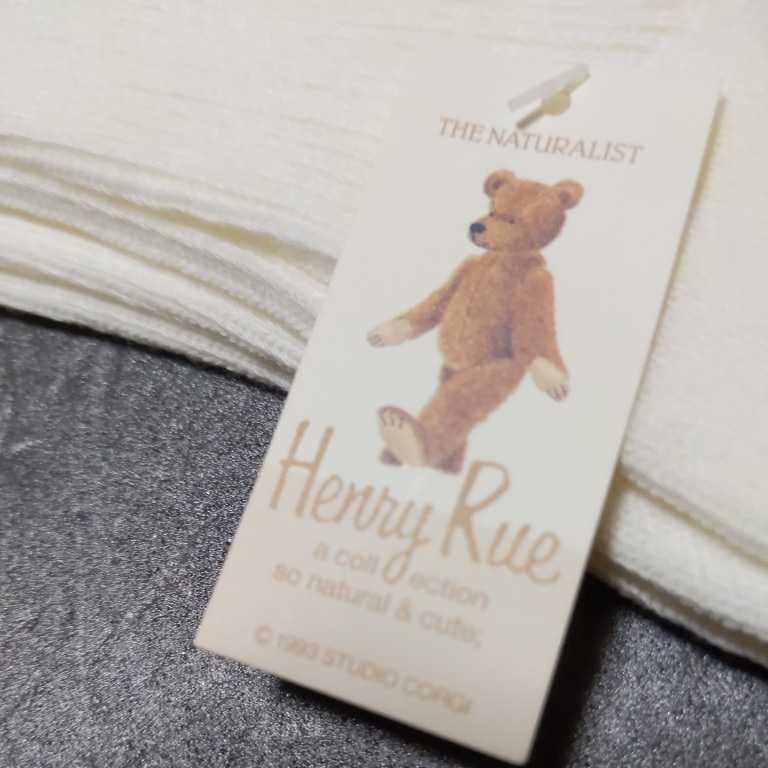 THE NATURALIST
Henry Rue
a collection
so natural & cute;
© 1993 STUDIO CORGI